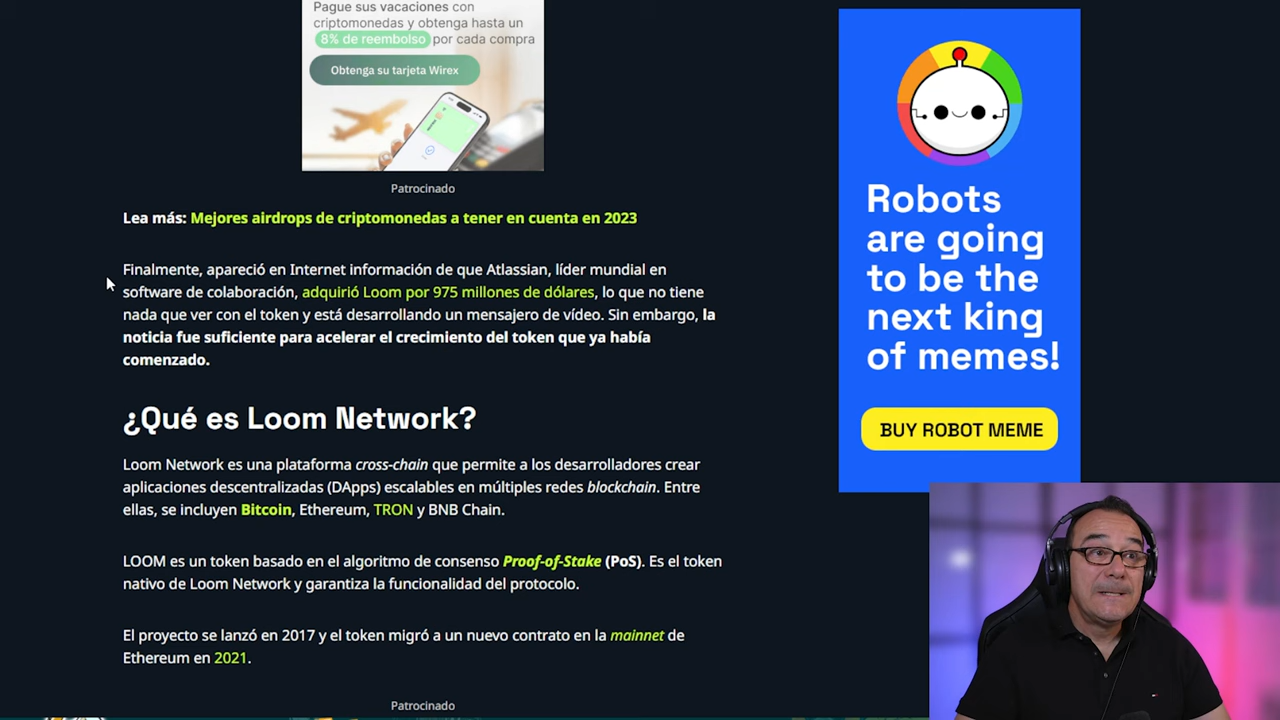 Pague sus vacaciones con
criptomonedas y obtenga hasta un
8% de reembolso por cada compra
Obtenga su tarjeta Wirex
Patrocinado
Lea más: Mejores airdrops de criptomonedas a tener en cuenta en 2023
Finalmente, apareció en Internet información de que Atlassian, líder mundial en
software de colaboración, adquirió Loom por 975 millones de dólares, lo que no tiene
nada que ver con el token y está desarrollando un mensajero de vídeo. Sin embargo, la
noticia fue suficiente para acelerar el crecimiento del token que ya había
comenzado.
¿Qué es Loom Network?
Loom Network es una plataforma cross-chain que permite a los desarrolladores crear
aplicaciones descentralizadas (DApps) escalables en múltiples redes blockchain. Entre
ellas, se incluyen Bitcoin, Ethereum, TRON y BNB Chain.
LOOM es un token basado en el algoritmo de consenso Proof-of-Stake (PoS). Es el token
nativo de Loom Network y garantiza la funcionalidad del protocolo.
El proyecto se lanzó en 2017 y el token migró a un nuevo contrato en la mainnet de
Ethereum en 2021.
Patrocinado
Robots
are going
to be the
next king
of memes!
BUY ROBOT MEME